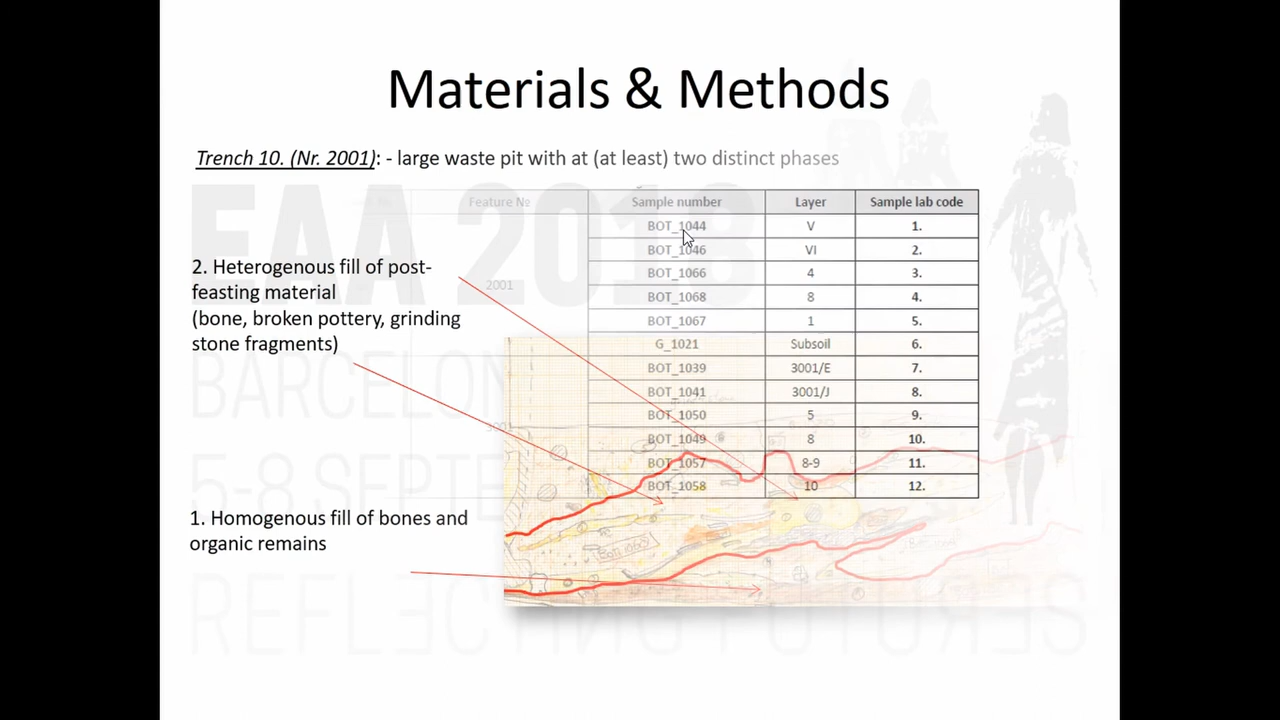 Materials & Methods
Trench 10. (Nr. 2001): - large waste pit with at (at least) two distinct phases
EAA 2018
BARCELON
5-8 SEPT
REFLECTING FUTURES
Feature № Sample number Layer Sample lab code
2001 BOT_1044 V 1.
BOT_1046 VI 2.
BOT_1066 4 3.
BOT_1068 8 4.
BOT_1067 1 5.
G_1021 Subsoil 6.
BOT_1039 3001/E 7.
BOT_1041 3001/J 8.
BOT_1050 5 9.
BOT_1049 8 10.
BOT_1057 8-9 11.
BOT_1058 10 12.
2. Heterogenous fill of post-
feasting material
(bone, broken pottery, grinding
stone fragments)
1. Homogenous fill of bones and
organic remains